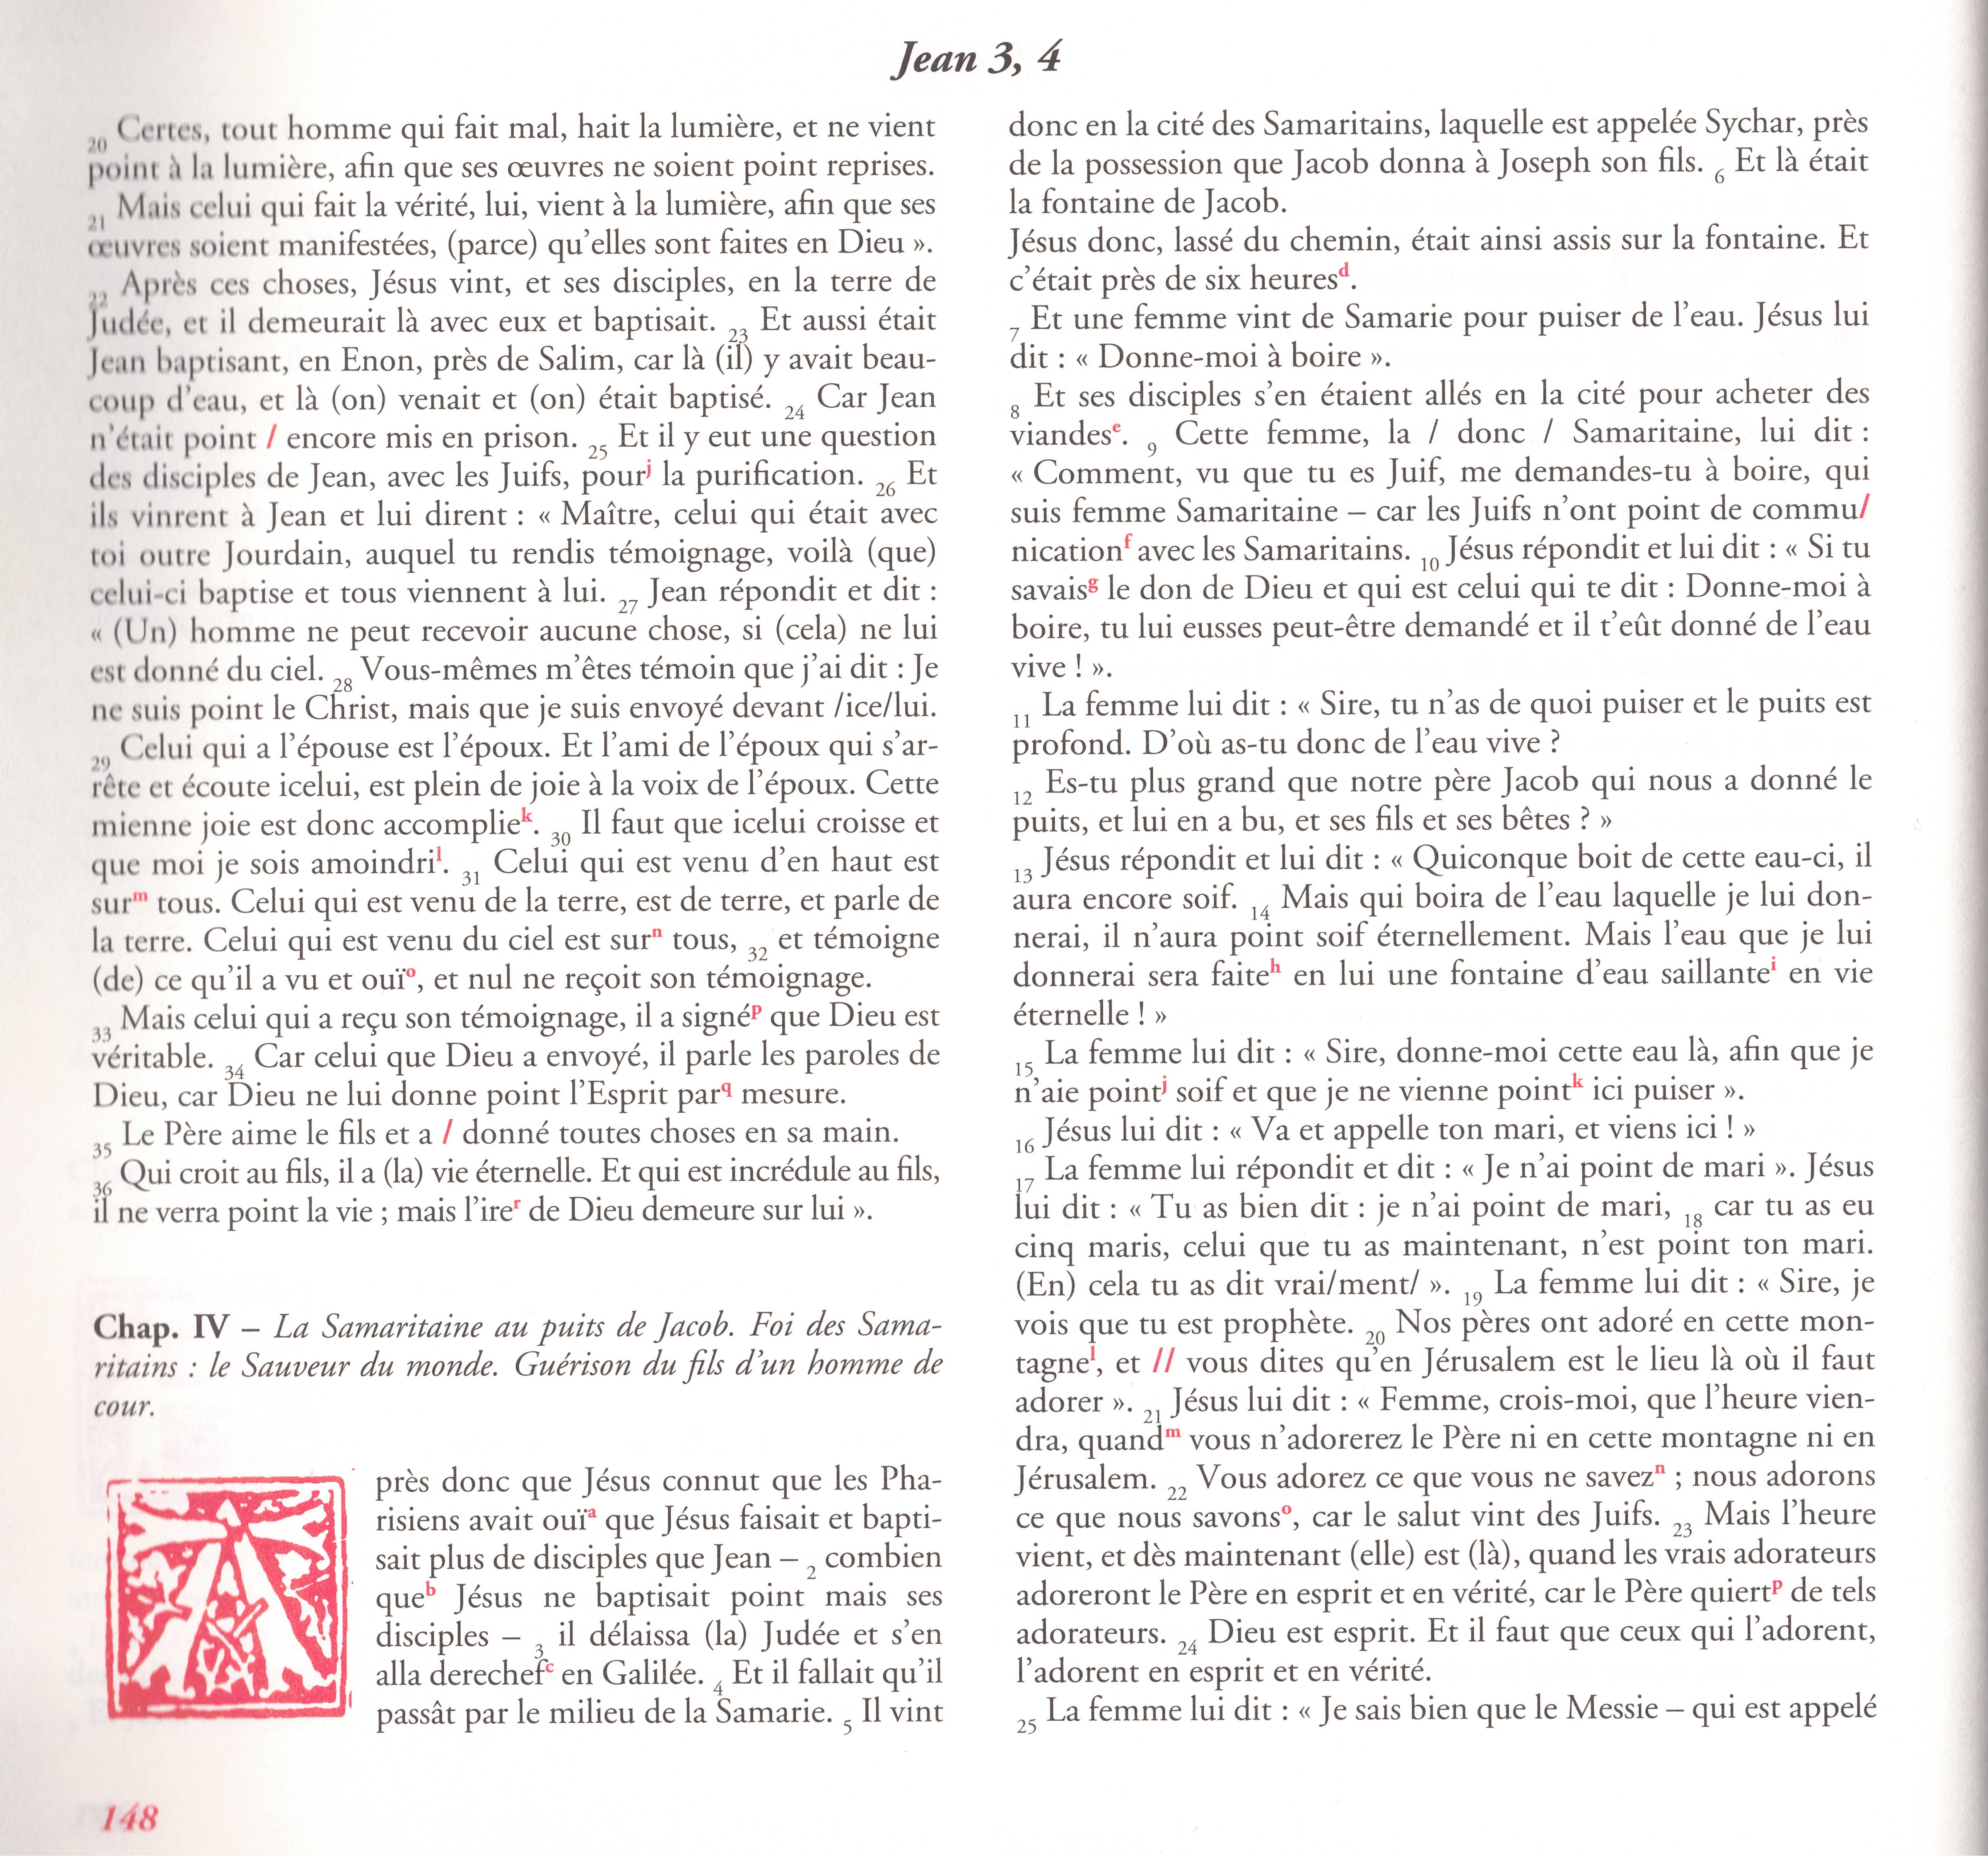 Jean 3, 4
20 Certes, tout homme qui fait mal, hait la lumière, et ne vient
point à la lumière, afin que ses œuvres ne soient point reprises.
21 Mais celui qui fait la vérité, lui, vient à la lumière, afin que ses
œuvres soient manifestées, (parce) qu'elles sont faites en Dieu ».
22 Après ces choses, Jésus vint, et ses disciples, en la terre de
Judée, et il demeurait là avec eux et baptisait. 23 Et aussi était
Jean baptisant, en Enon, près de Salim, car là (il) y avait beau-
coup d'eau, et là (on) venait et (on) était baptisé. 24 Car Jean
n'était point / encore mis en prison. 25 Et il y eut une question
des disciples de Jean, avec les Juifs, pourj la purification. 26 Et
ils vinrent à Jean et lui dirent : « Maître, celui qui était avec
toi outre Jourdain, auquel tu rendis témoignage, voilà (que)
celui-ci baptise et tous viennent à lui. 27 Jean répondit et dit :
« (Un) homme ne peut recevoir aucune chose, si (cela) ne lui
est donné du ciel. 28 Vous-mêmes m'êtes témoin que j'ai dit : Je
ne suis point le Christ, mais que je suis envoyé devant /ice/lui.
29 Celui qui a l'épouse est l'époux. Et l'ami de l'époux qui s'ar-
rête et écoute icelui, est plein de joie à la voix de l'époux. Cette
mienne joie est donc accompliek. 30 Il faut que icelui croisse et
que moi je sois amoindril. 31 Celui qui est venu d'en haut est
surm tous. Celui qui est venu de la terre, est de terre, et parle de
la terre. Celui qui est venu du ciel est surn tous, 32 et témoigne
(de) ce qu'il a vu et ouïo, et nul ne reçoit son témoignage.
33 Mais celui qui a reçu son témoignage, il a signép que Dieu est
véritable. 34 Car celui que Dieu a envoyé, il parle les paroles de
Dieu, car Dieu ne lui donne point l'Esprit parq mesure.
35 Le Père aime le fils et a / donné toutes choses en sa main.
36 Qui croit au fils, il a (la) vie éternelle. Et qui est incrédule au fils,
il ne verra point la vie ; mais l'irer de Dieu demeure sur lui ».
Chap. IV – La Samaritaine au puits de Jacob. Foi des Sama-
ritains : le Sauveur du monde. Guérison du fils d'un homme de
cour.
Après donc que Jésus connut que les Pha-
risiens avait ouïa que Jésus faisait et bapti-
sait plus de disciples que Jean – 2 combien
queb Jésus ne baptisait point mais ses
disciples – 3 il délaissa (la) Judée et s'en
alla derechefc en Galilée. 4 Et il fallait qu'il
passât par le milieu de la Samarie. 5 Il vint
donc en la cité des Samaritains, laquelle est appelée Sychar, près
de la possession que Jacob donna à Joseph son fils. 6 Et là était
la fontaine de Jacob.
Jésus donc, lassé du chemin, était ainsi assis sur la fontaine. Et
c'était près de six heuresd.
7 Et une femme vint de Samarie pour puiser de l'eau. Jésus lui
dit : « Donne-moi à boire ».
8 Et ses disciples s'en étaient allés en la cité pour acheter des
viandese. 9 Cette femme, la / donc / Samaritaine, lui dit :
« Comment, vu que tu es Juif, me demandes-tu à boire, qui
suis femme Samaritaine – car les Juifs n'ont point de commu/
nicationf avec les Samaritains. 10 Jésus répondit et lui dit : « Si tu
savaisg le don de Dieu et qui est celui qui te dit : Donne-moi à
boire, tu lui eusses peut-être demandé et il t'eût donné de l'eau
vive ! ».
11 La femme lui dit : « Sire, tu n'as de quoi puiser et le puits est
profond. D'où as-tu donc de l'eau vive ?
12 Es-tu plus grand que notre père Jacob qui nous a donné le
puits, et lui en a bu, et ses fils et ses bêtes ? »
13 Jésus répondit et lui dit : « Quiconque boit de cette eau-ci, il
aura encore soif. 14 Mais qui boira de l'eau laquelle je lui don-
nerai, il n'aura point soif éternellement. Mais l'eau que je lui
donnerai sera faiteh en lui une fontaine d'eau saillantei en vie
éternelle ! »
15 La femme lui dit : « Sire, donne-moi cette eau là, afin que je
n'aie pointj soif et que je ne vienne pointk ici puiser ».
16 Jésus lui dit : « Va et appelle ton mari, et viens ici ! »
17 La femme lui répondit et dit : « Je n'ai point de mari ». Jésus
lui dit : « Tu as bien dit : je n'ai point de mari, 18 car tu as eu
cinq maris, celui que tu as maintenant, n'est point ton mari.
(En) cela tu as dit vrai/ment/ ». 19 La femme lui dit : « Sire, je
vois que tu est prophète. 20 Nos pères ont adoré en cette mon-
tagnel, et // vous dites qu'en Jérusalem est le lieu là où il faut
adorer ». 21 Jésus lui dit : « Femme, crois-moi, que l'heure vien-
dra, quandm vous n'adorerez le Père ni en cette montagne ni en
Jérusalem. 22 Vous adorez ce que vous ne savezn ; nous adorons
ce que nous savonso, car le salut vint des Juifs. 23 Mais l'heure
vient, et dès maintenant (elle) est (là), quand les vrais adorateurs
adoreront le Père en esprit et en vérité, car le Père quiertp de tels
adorateurs. 24 Dieu est esprit. Et il faut que ceux qui l'adorent,
l'adorent en esprit et en vérité.
25 La femme lui dit : « Je sais bien que le Messie – qui est appelé
148